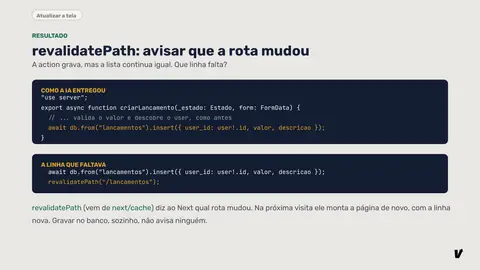 Atualizar a tela
RESULTADO
revalidatePath: avisar que a rota mudou
A action grava, mas a lista continua igual. Que linha falta?
COMO A IA ENTREGOU
"use server";
export async function criarLancamento(_estado: Estado, form: FormData) {
// ... valida o valor e descobre o user, como antes
await db.from("lancamentos").insert({ user_id: user!.id, valor, descricao });
}
A LINHA QUE FALTAVA
await db.from("lancamentos").insert({ user_id: user!.id, valor, descricao });
revalidatePath("/lancamentos");
revalidatePath (vem de next/cache) diz ao Next qual rota mudou. Na próxima visita ele monta a página de novo, com a linha
nova. Gravar no banco, sozinho, não avisa ninguém.